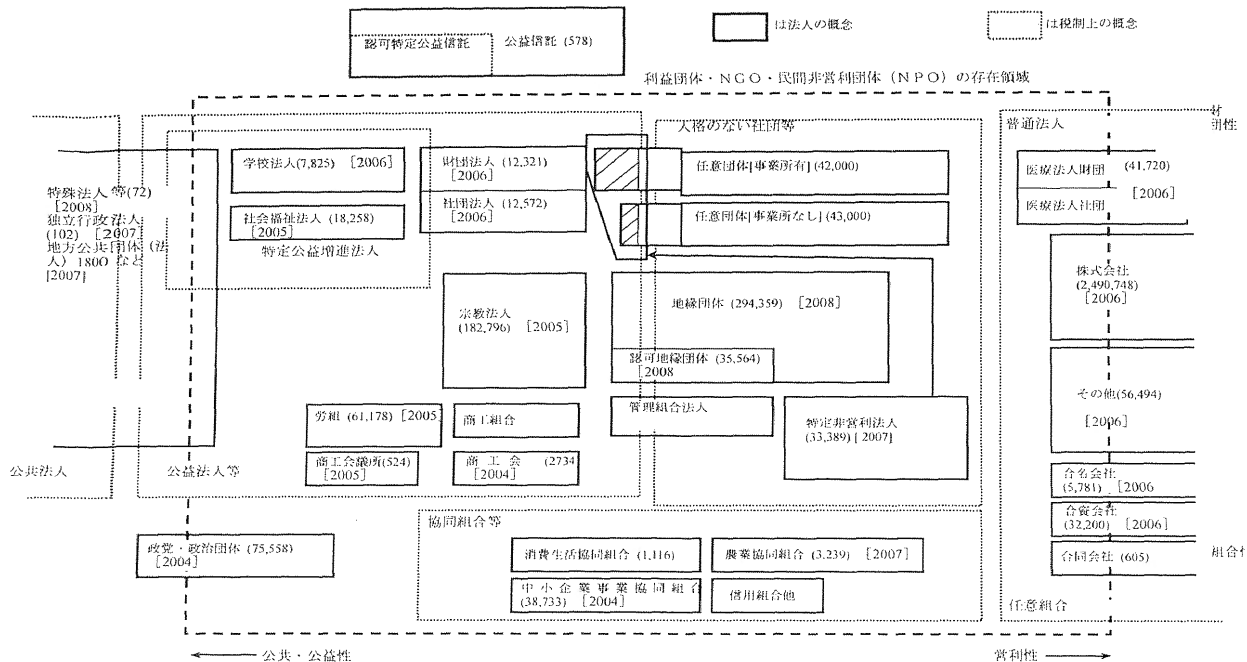 認可特定公益信託
公益信託 (578)
は法人の概念
は税制上の概念
利益団体・NGO・民間非営利団体（NPO）の存在領域
人格のない社団等
普通法人
団性
学校法人(7,825) [2006]
財団法人 (12,321)
[2006]
任意団体[事業所有] (42,000)
医療法人財団 (41,720)
[2006]
医療法人社団
特殊法人等(72)
[2008]
独立行政法人
(102) [2007]
地方公共団体（法
人）1800 など
[2007]
社会福祉法人 (18,258)
[2005]
特定公益増進法人
社団法人 (12,572)
[2006]
任意団体[事業所なし] (43,000)
株式会社
(2,490,748)
[2006]
宗教法人
(182,796) [2005]
地縁団体 (294,359) [2008]
認可地縁団体 (35,564)
[2008
その他(56,494)
[2006]
労組 (61,178) [2005
商工組合
管理組合法人
特定非営利法人
(33,389) [2007]
公共法人
公益法人等
商工会議所(524)
[2005]
商工会 (2734
[2004]
合名会社
(5,781) [2006
合資会社
(32,200) [2006]
合同会社 (605)
組合性
協同組合等
政党・政治団体 (75,558)
[2004]
消費生活協同組合 (1,116)
農業協同組合 (3,239) [2007]
中小企業事業協同組合
(38,733) [2004]
信用組合他
任意組合
公共・公益性
営利性